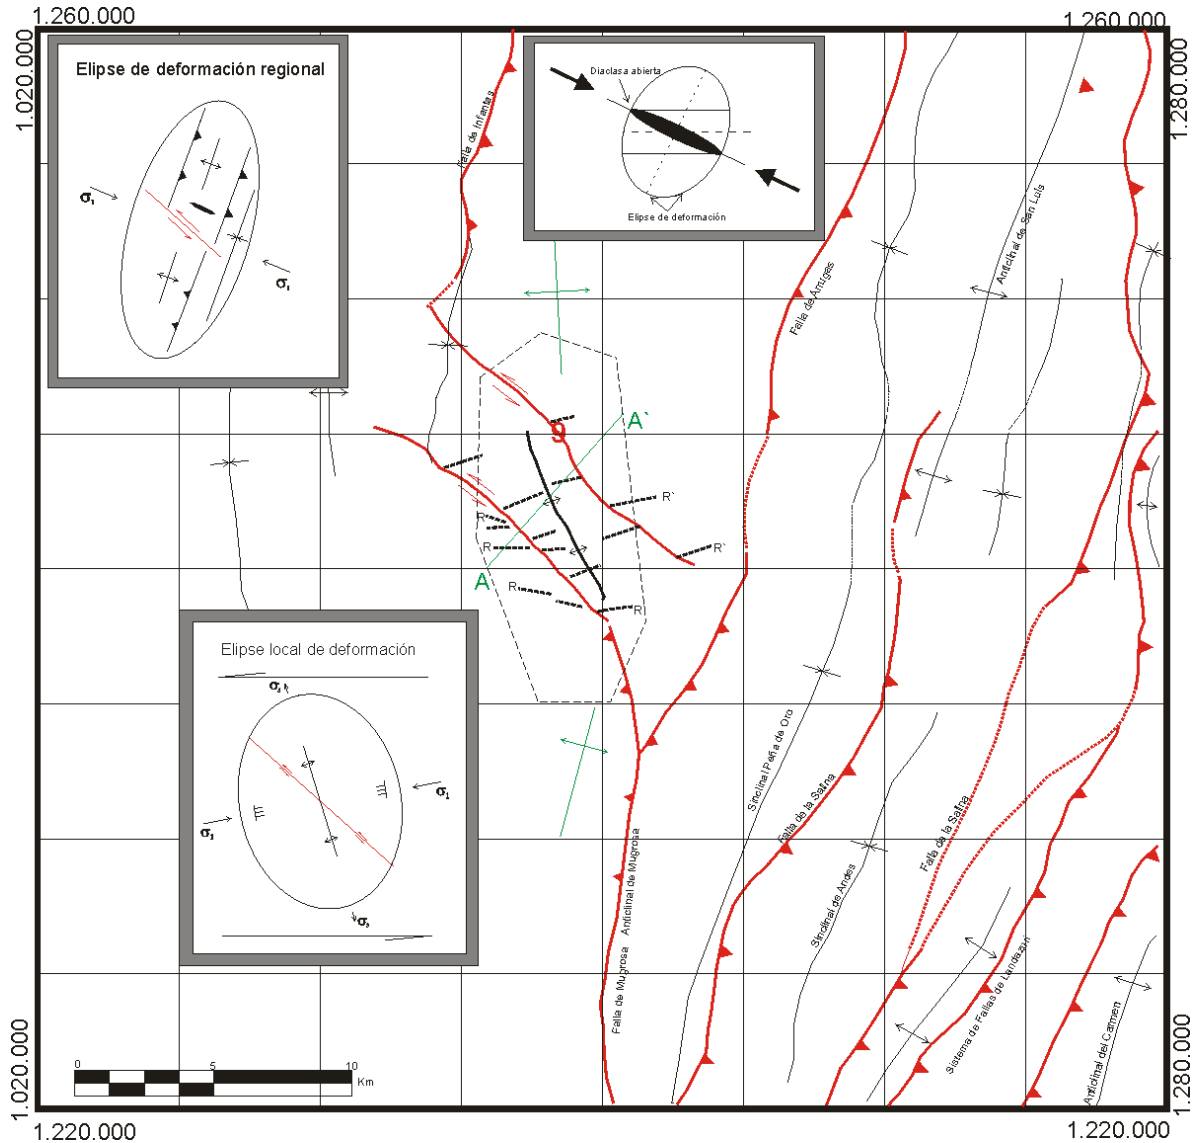 1.260.000
1.260.000
1.020.000
1.280.000
Elipse de deformación regional
σ₁
σ₁
Diaclasa abierta
Elipse de deformación
Falla de Infantas
Falla de Arrugas
Anticlinal de San Luis
A`
9
R`
R`
R
R
A
R
R`
Elipse local de deformación
σ₃
σ₁
σ₁
σ₃
Sinclinal Peña de Oro
Falla de la Salina
Falla de la Salina
Sinclinal de Andes
Anticlinal de Mugrosa
Falla de Mugrosa
Sistema de Fallas de Landazuri
Anticlinal del Carmen
0
5
10
Km
1.020.000
1.280.000
1.220.000
1.220.000